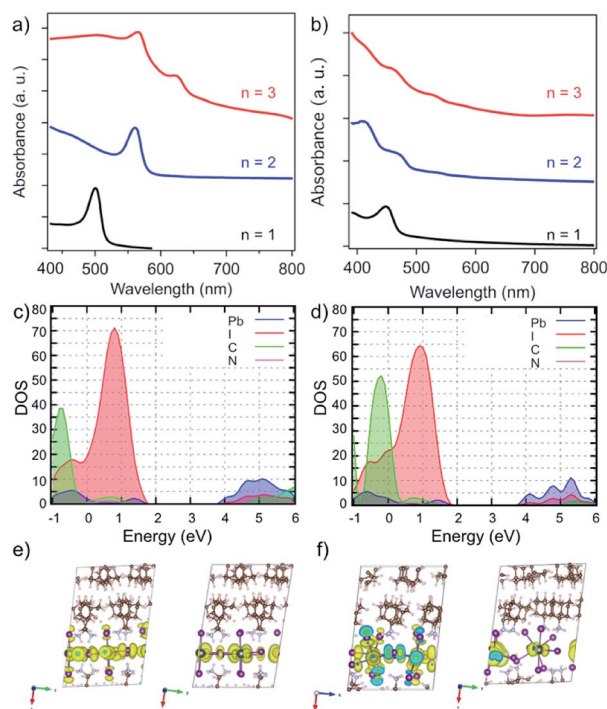 a)
Absorbance (a. u.)
n = 3
n = 2
n = 1
400
500
600
700
800
Wavelength (nm)
b)
Absorbance (a. u.)
n = 3
n = 2
n = 1
400
500
600
700
800
Wavelength (nm)
c)
80
70
60
50
40
30
20
10
0
DOS
Pb
I
C
N
-1
0
1
2
3
4
5
6
Energy (eV)
d)
80
70
60
50
40
30
20
10
0
DOS
Pb
I
C
N
-1
0
1
2
3
4
5
6
Energy (eV)
e)
f)